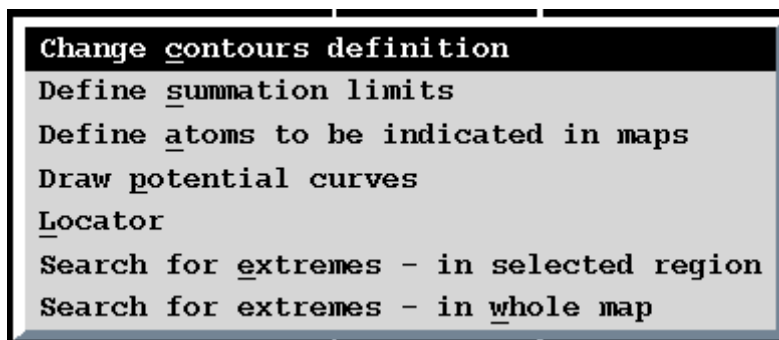 Change contours definition
Define summation limits
Define atoms to be indicated in maps
Draw potential curves
Locator
Search for extremes - in selected region
Search for extremes - in whole map